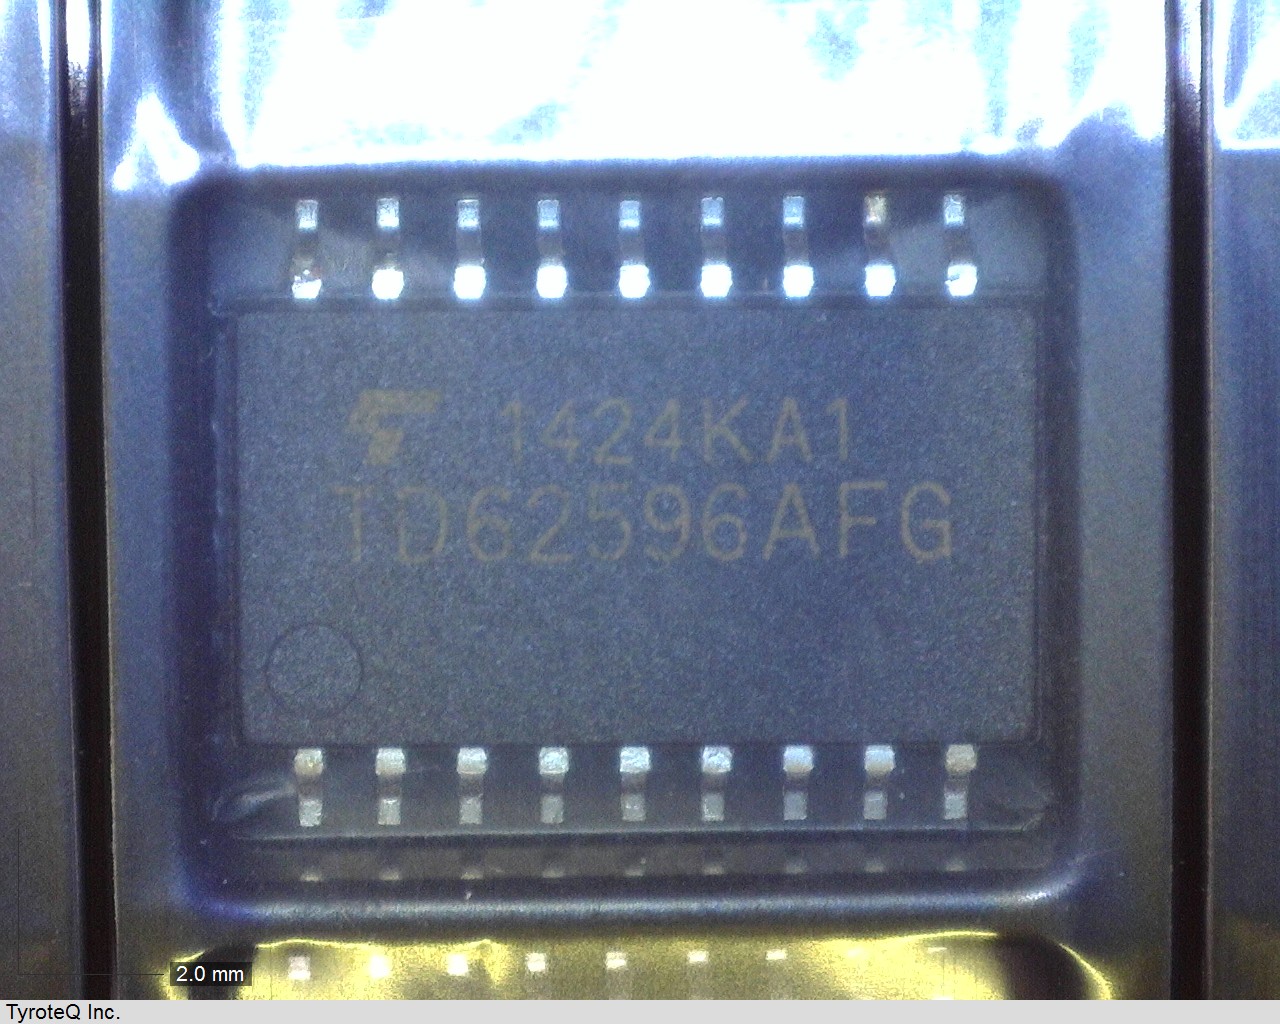 1424KA1
TD62596AFG
2.0 mm
TyroteQ Inc.